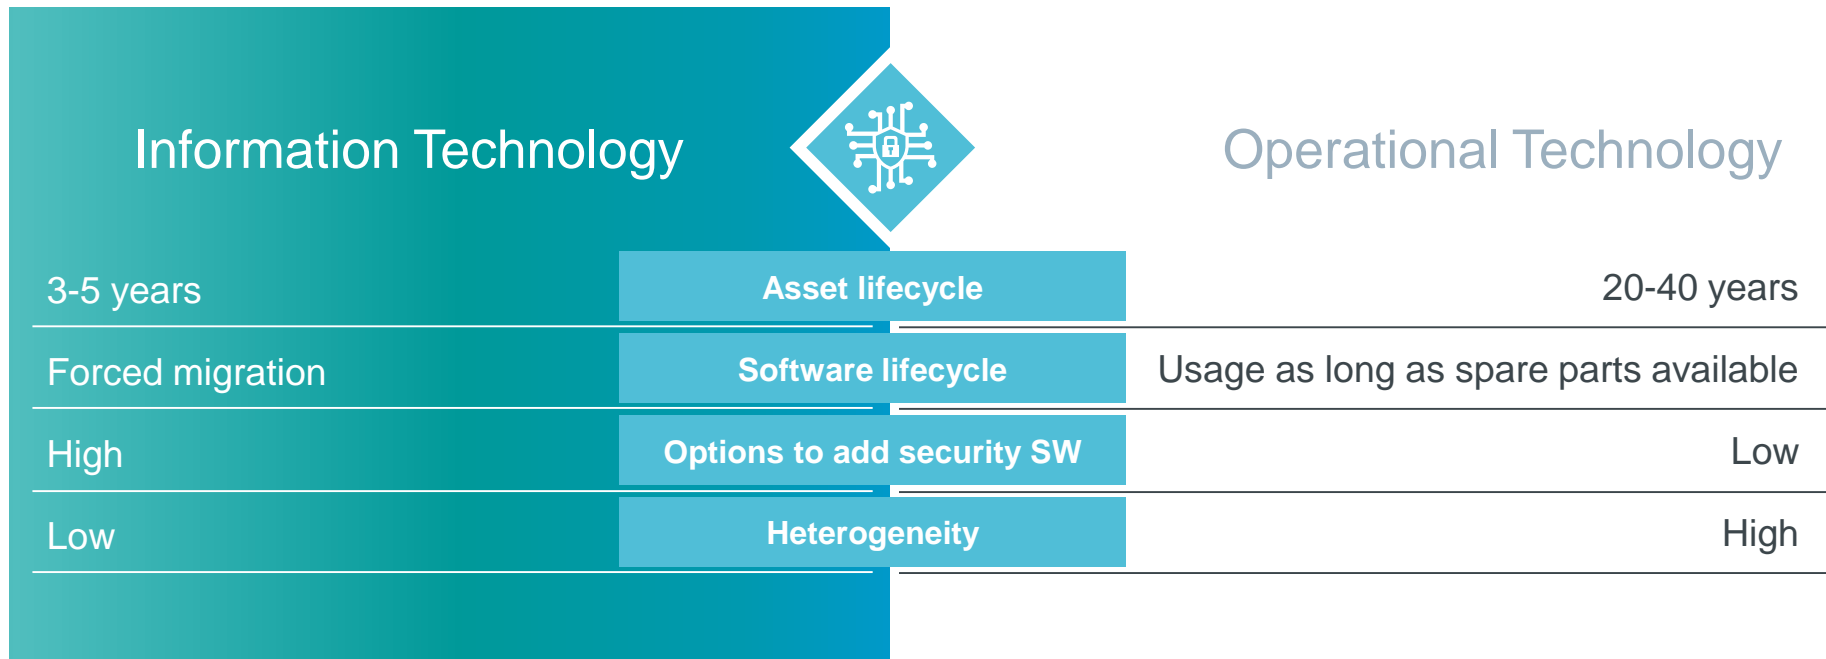 Information Technology
Operational Technology
3-5 years
Asset lifecycle
20-40 years
Forced migration
Software lifecycle
Usage as long as spare parts available
High
Options to add security SW
Low
Low
Heterogeneity
High